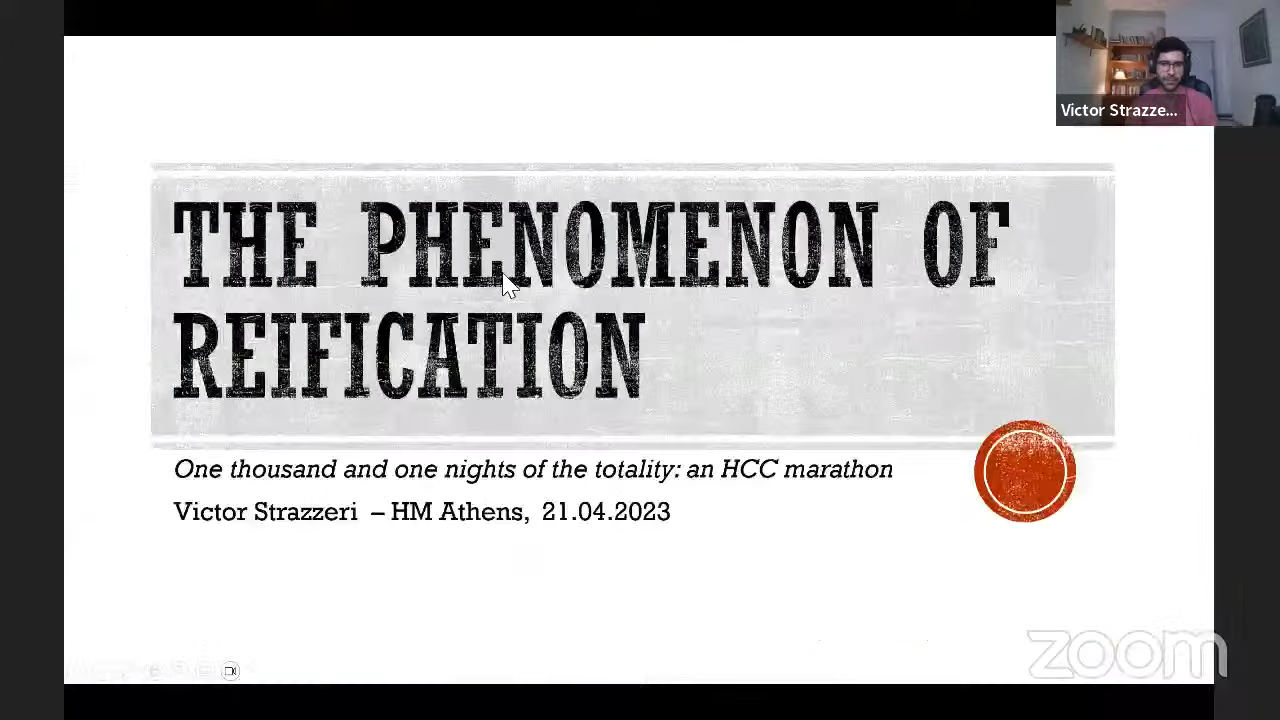 Victor Strazze...
THE PHENOMENON OF
REIFICATION
One thousand and one nights of the totality: an HCC marathon
Victor Strazzeri – HM Athens, 21.04.2023
zoom